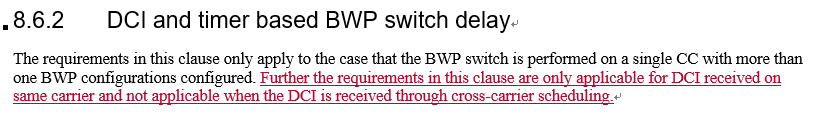 8.6.2 DCI and timer based BWP switch delay
The requirements in this clause only apply to the case that the BWP switch is performed on a single CC with more than
one BWP configurations configured. Further the requirements in this clause are only applicable for DCI received on
same carrier and not applicable when the DCI is received through cross-carrier scheduling.